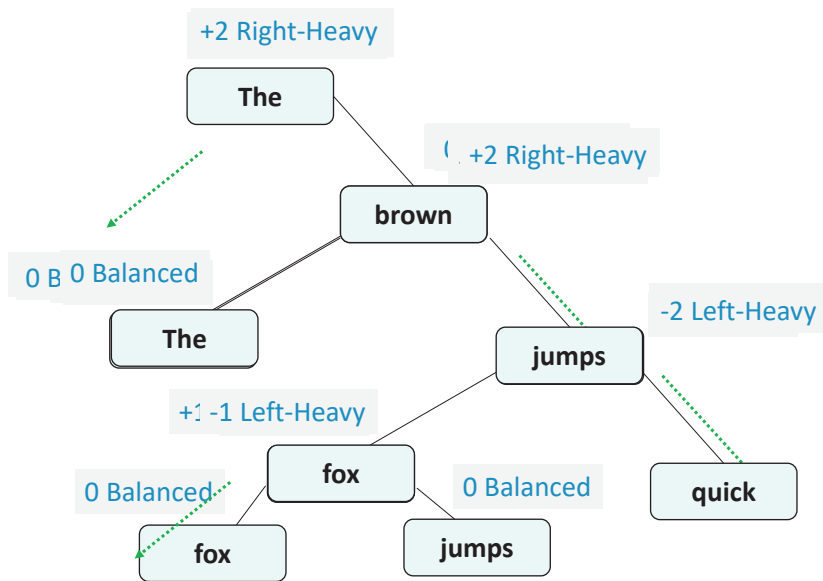 +2 Right-Heavy
The
+2 Right-Heavy
brown
0 B
0 Balanced
The
-2 Left-Heavy
jumps
+1
-1 Left-Heavy
fox
0 Balanced
0 Balanced
quick
fox
jumps